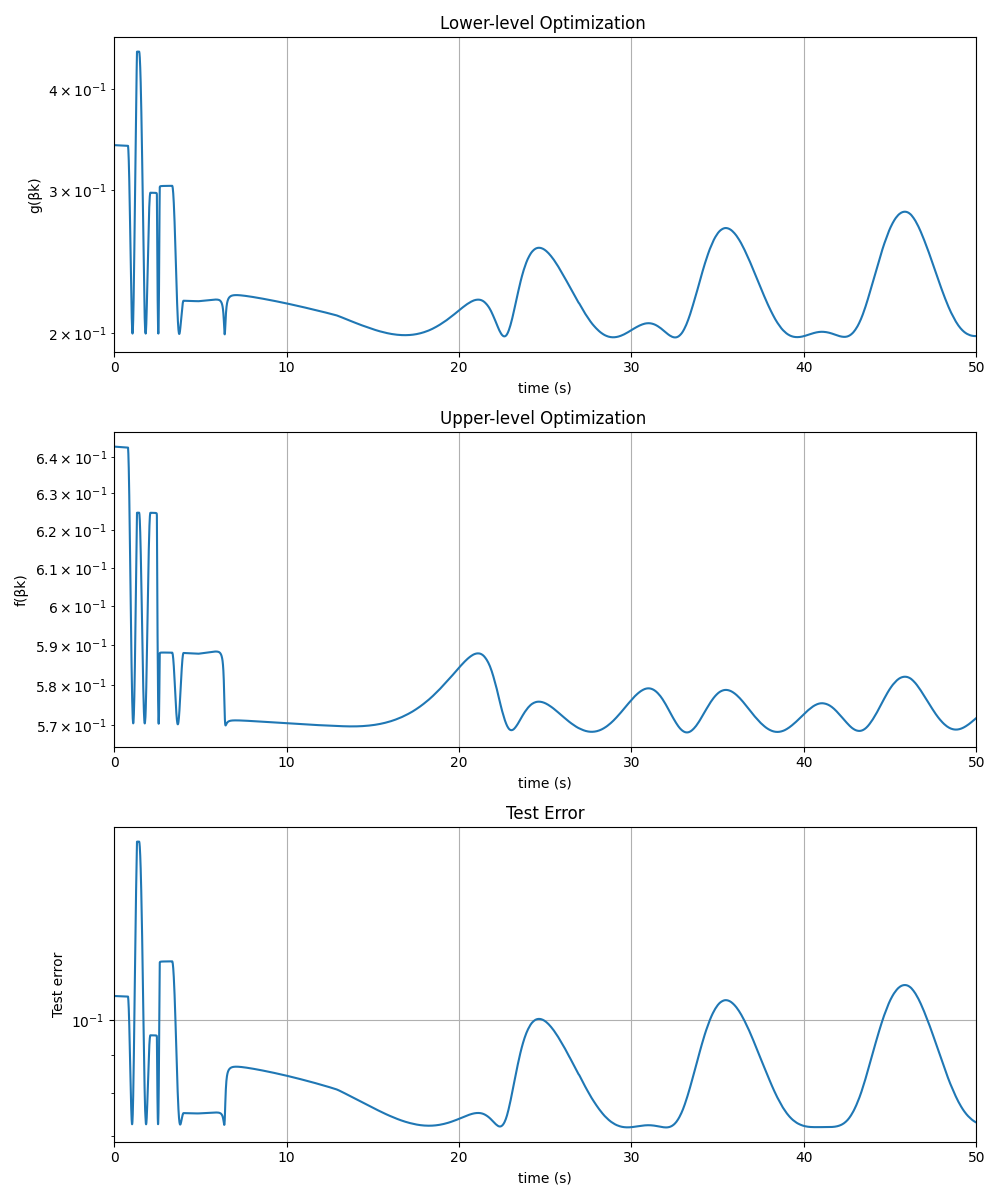 Lower-level Optimization
4 × 10⁻¹
3 × 10⁻¹
2 × 10⁻¹
g(βk)
0 10 20 30 40 50
time (s)
Upper-level Optimization
6.4 × 10⁻¹
6.3 × 10⁻¹
6.2 × 10⁻¹
6.1 × 10⁻¹
6 × 10⁻¹
5.9 × 10⁻¹
5.8 × 10⁻¹
5.7 × 10⁻¹
f(βk)
0 10 20 30 40 50
time (s)
Test Error
10⁻¹
Test error
0 10 20 30 40 50
time (s)